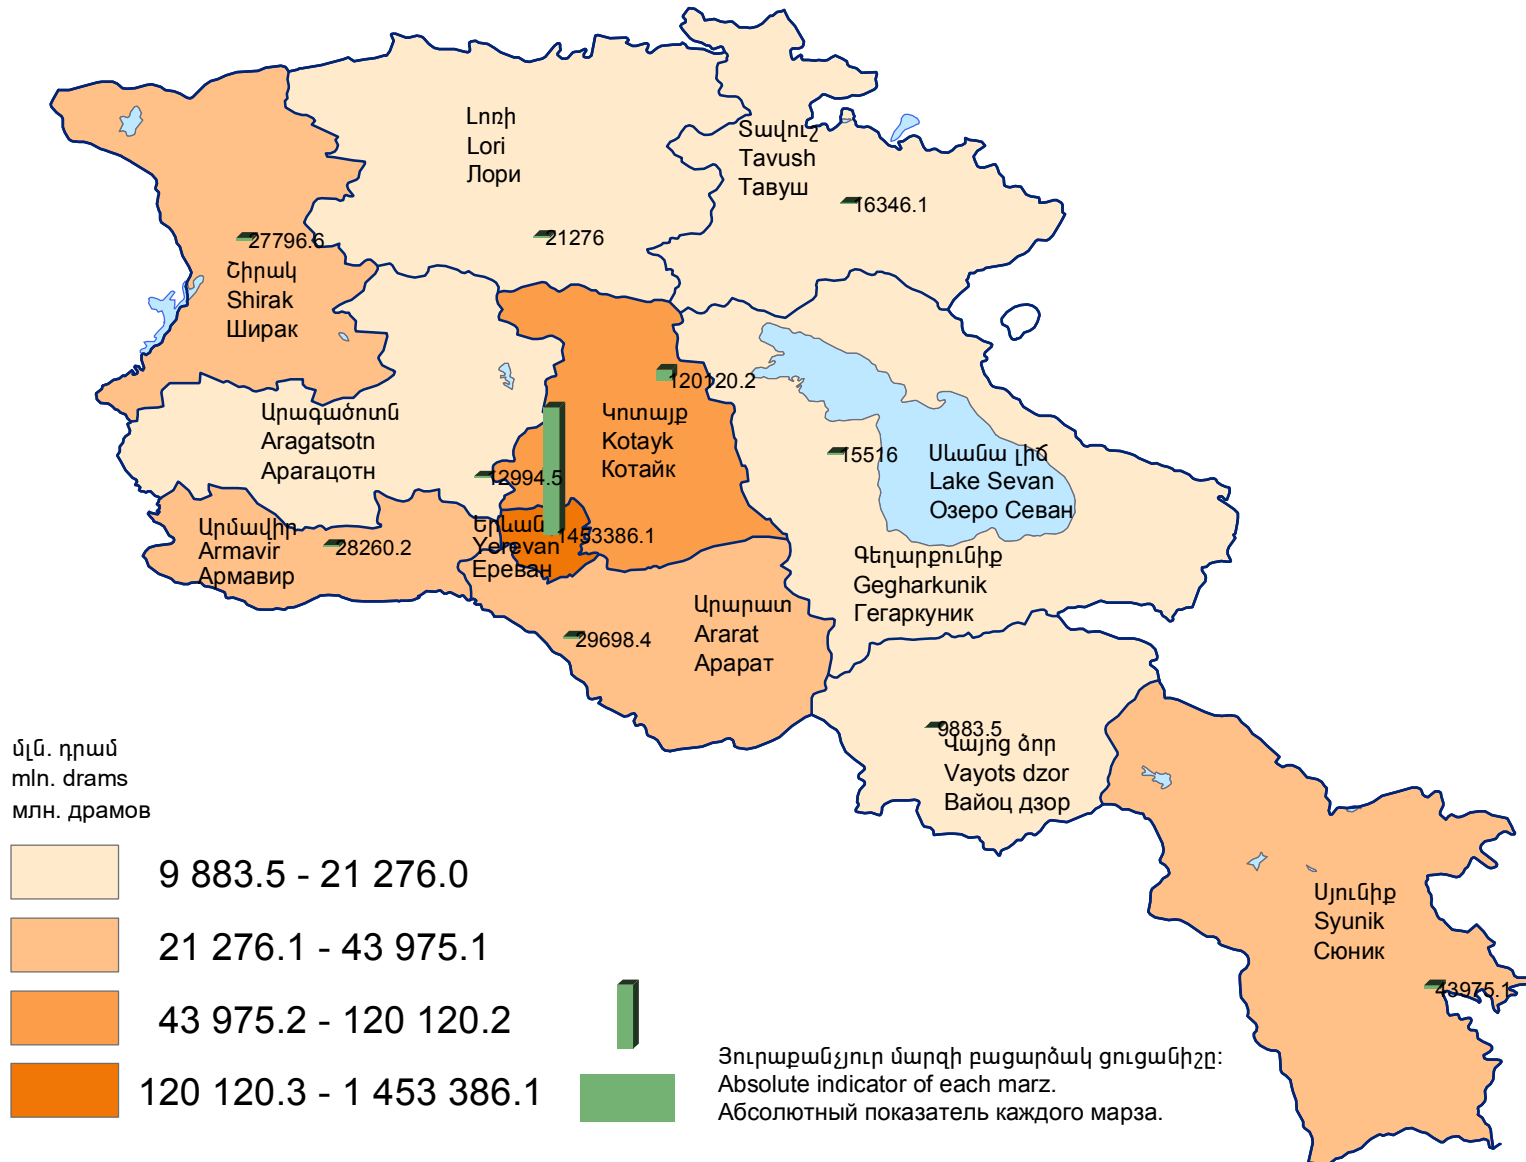 Լոռի
Lori
Лори
Տավուշ
Tavush
Тавуш
16346.1
27796.6
21276
Շիրակ
Shirak
Ширак
120120.2
Արագածոտն
Aragatsotn
Арагацотн
Կոտայք
Kotayk
Котайк
15516
Սևանա լիճ
Lake Sevan
Озеро Севан
12994.5
Արմավիր
Armavir
Армавир
28260.2
Երևան
Yerevan
Ереван
1453386.1
Գեղարքունիք
Gegharkunik
Гегаркуник
Արարատ
Ararat
Арарат
29698.4
9883.5
Վայոց ձոր
Vayots dzor
Вайоц дзор
մլն. դրամ
mln. drams
млн. драмов
9 883.5 - 21 276.0
21 276.1 - 43 975.1
43 975.2 - 120 120.2
120 120.3 - 1 453 386.1
Սյունիք
Syunik
Сюник
43975.1
Յուրաքանչյուր մարզի բացարձակ ցուցանիշը:
Absolute indicator of each marz.
Абсолютный показатель каждого марза.